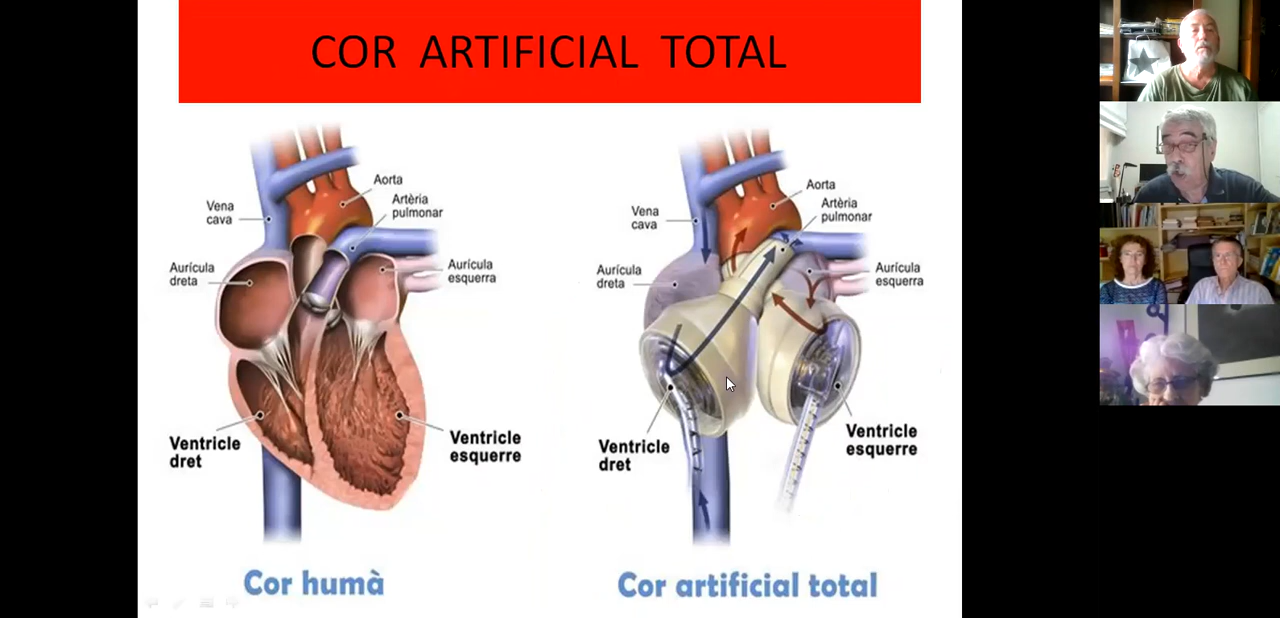 COR ARTIFICIAL TOTAL
Aorta
Artèria
pulmonar
Vena
cava
Aurícula
dreta
Aurícula
esquerra
Ventricle
dret
Ventricle
esquerre
Cor humà
Aorta
Artèria
pulmonar
Vena
cava
Aurícula
dreta
Aurícula
esquerra
Ventricle
dret
Ventricle
esquerre
Cor artificial total